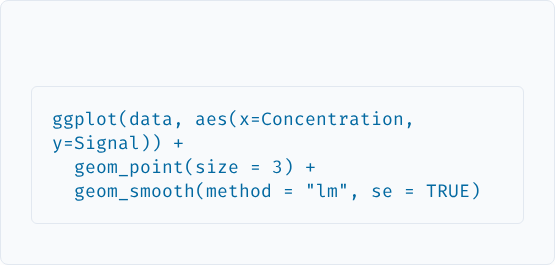 ggplot(data, aes(x=Concentration,
y=Signal)) +
  geom_point(size = 3) +
  geom_smooth(method = "lm", se = TRUE)